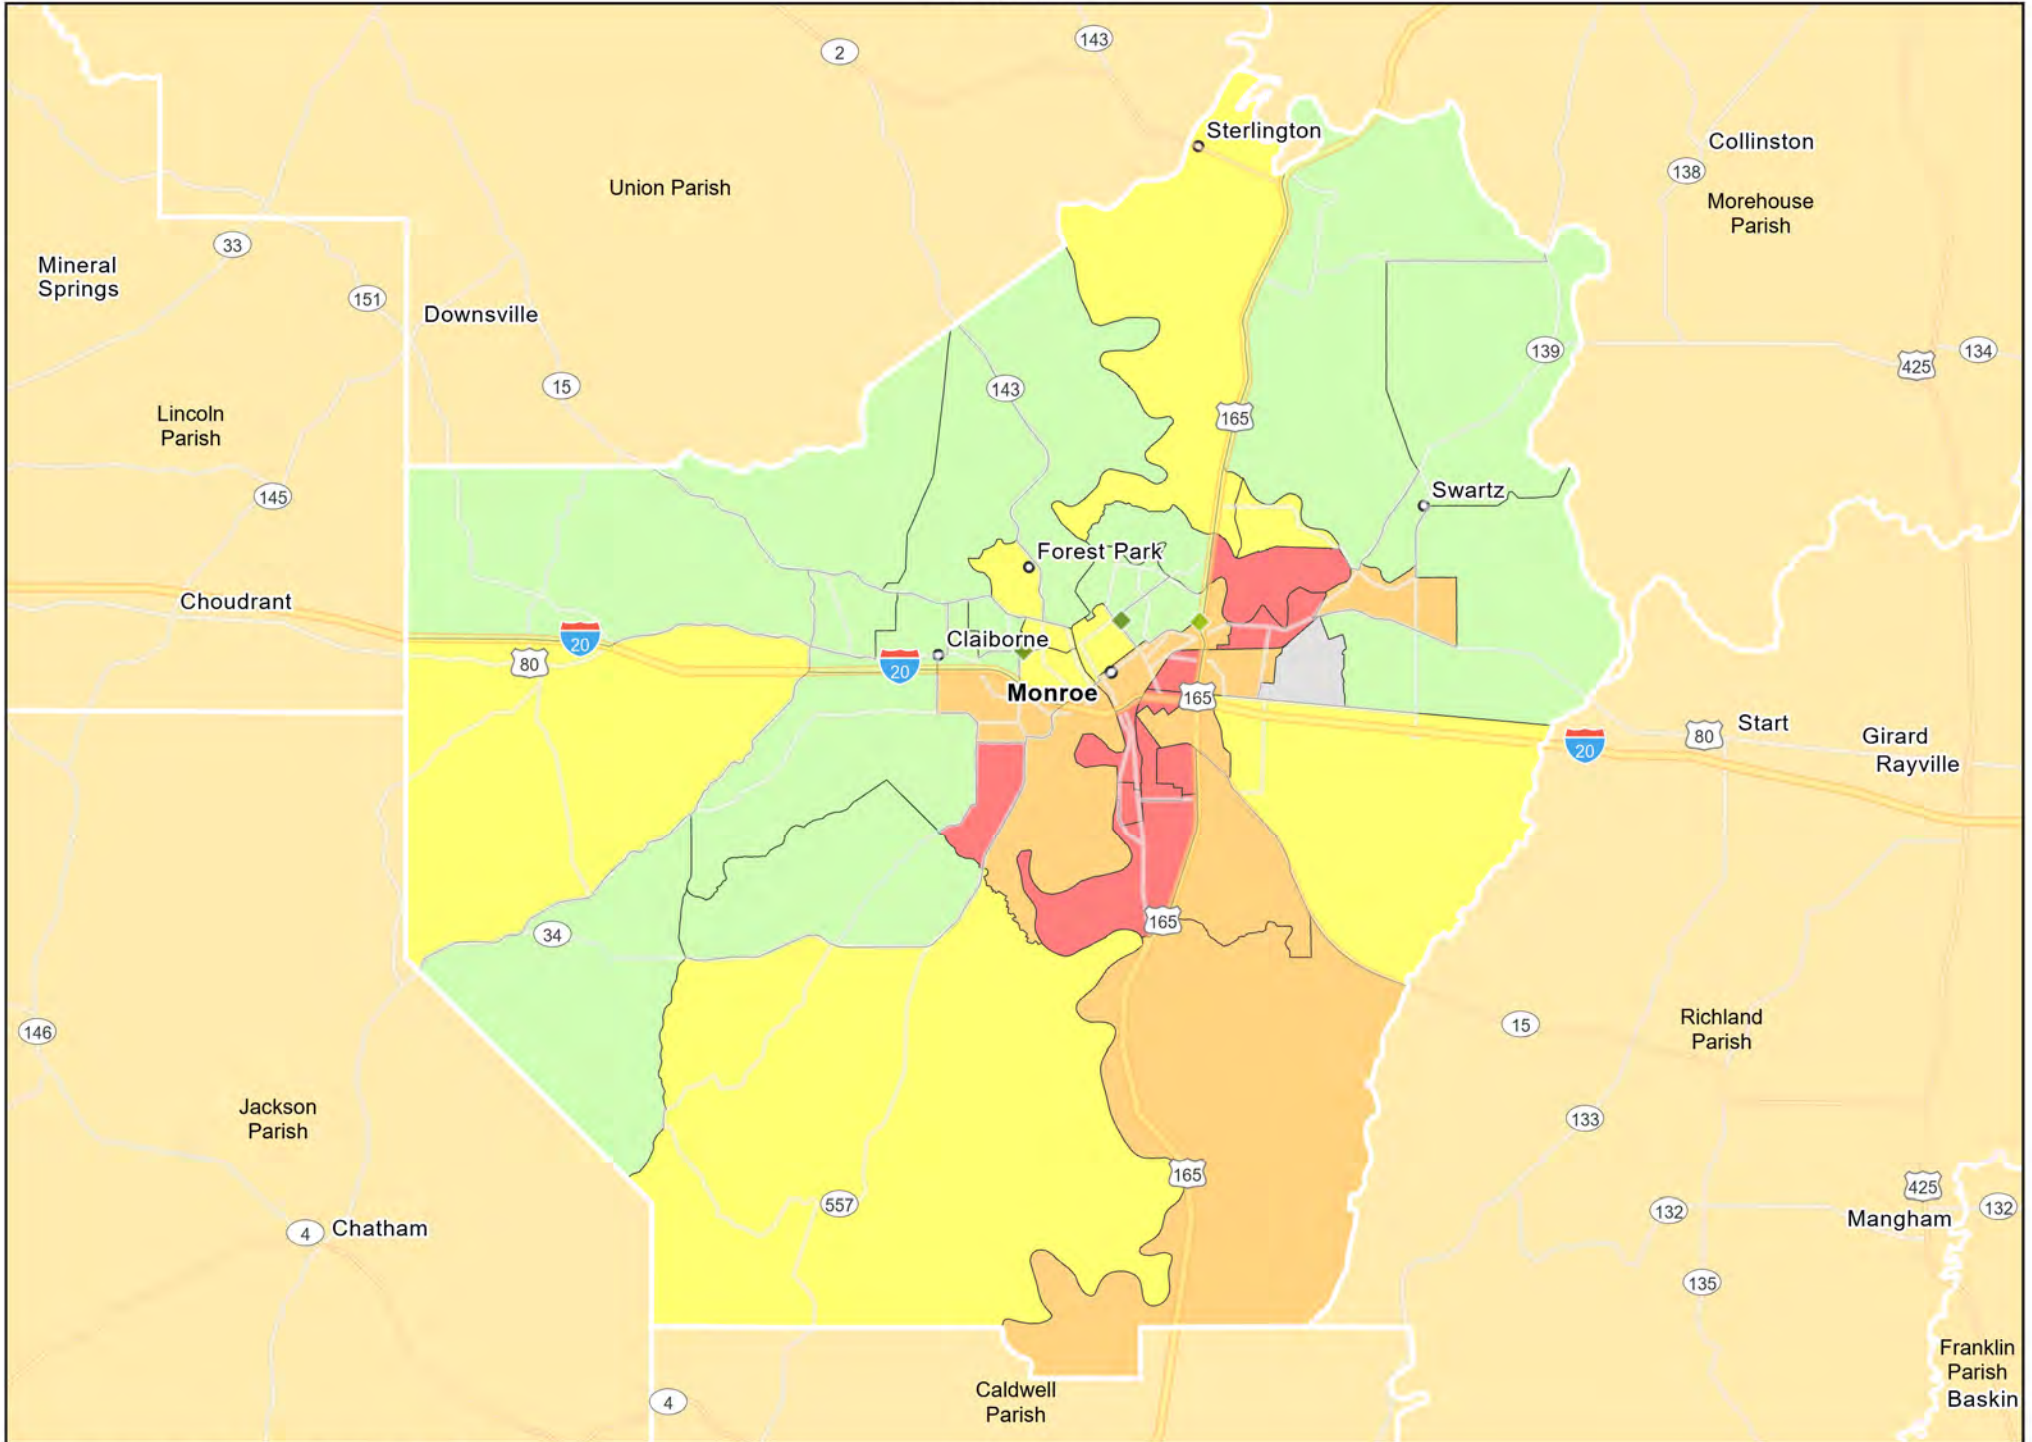 143
2
Sterlington
Collinston
138
Union Parish
Morehouse
Parish
33
Mineral
Springs
151
Downsville
139
134
425
15
143
Lincoln
Parish
165
145
Swartz
Forest Park
Choudrant
20
Claiborne
80
20
Monroe
165
Start
80
Girard
20
Rayville
165
34
Richland
Parish
15
146
Jackson
Parish
133
165
425
557
132
132
Mangham
4
Chatham
135
Franklin
Parish
Baskin
Caldwell
Parish
4